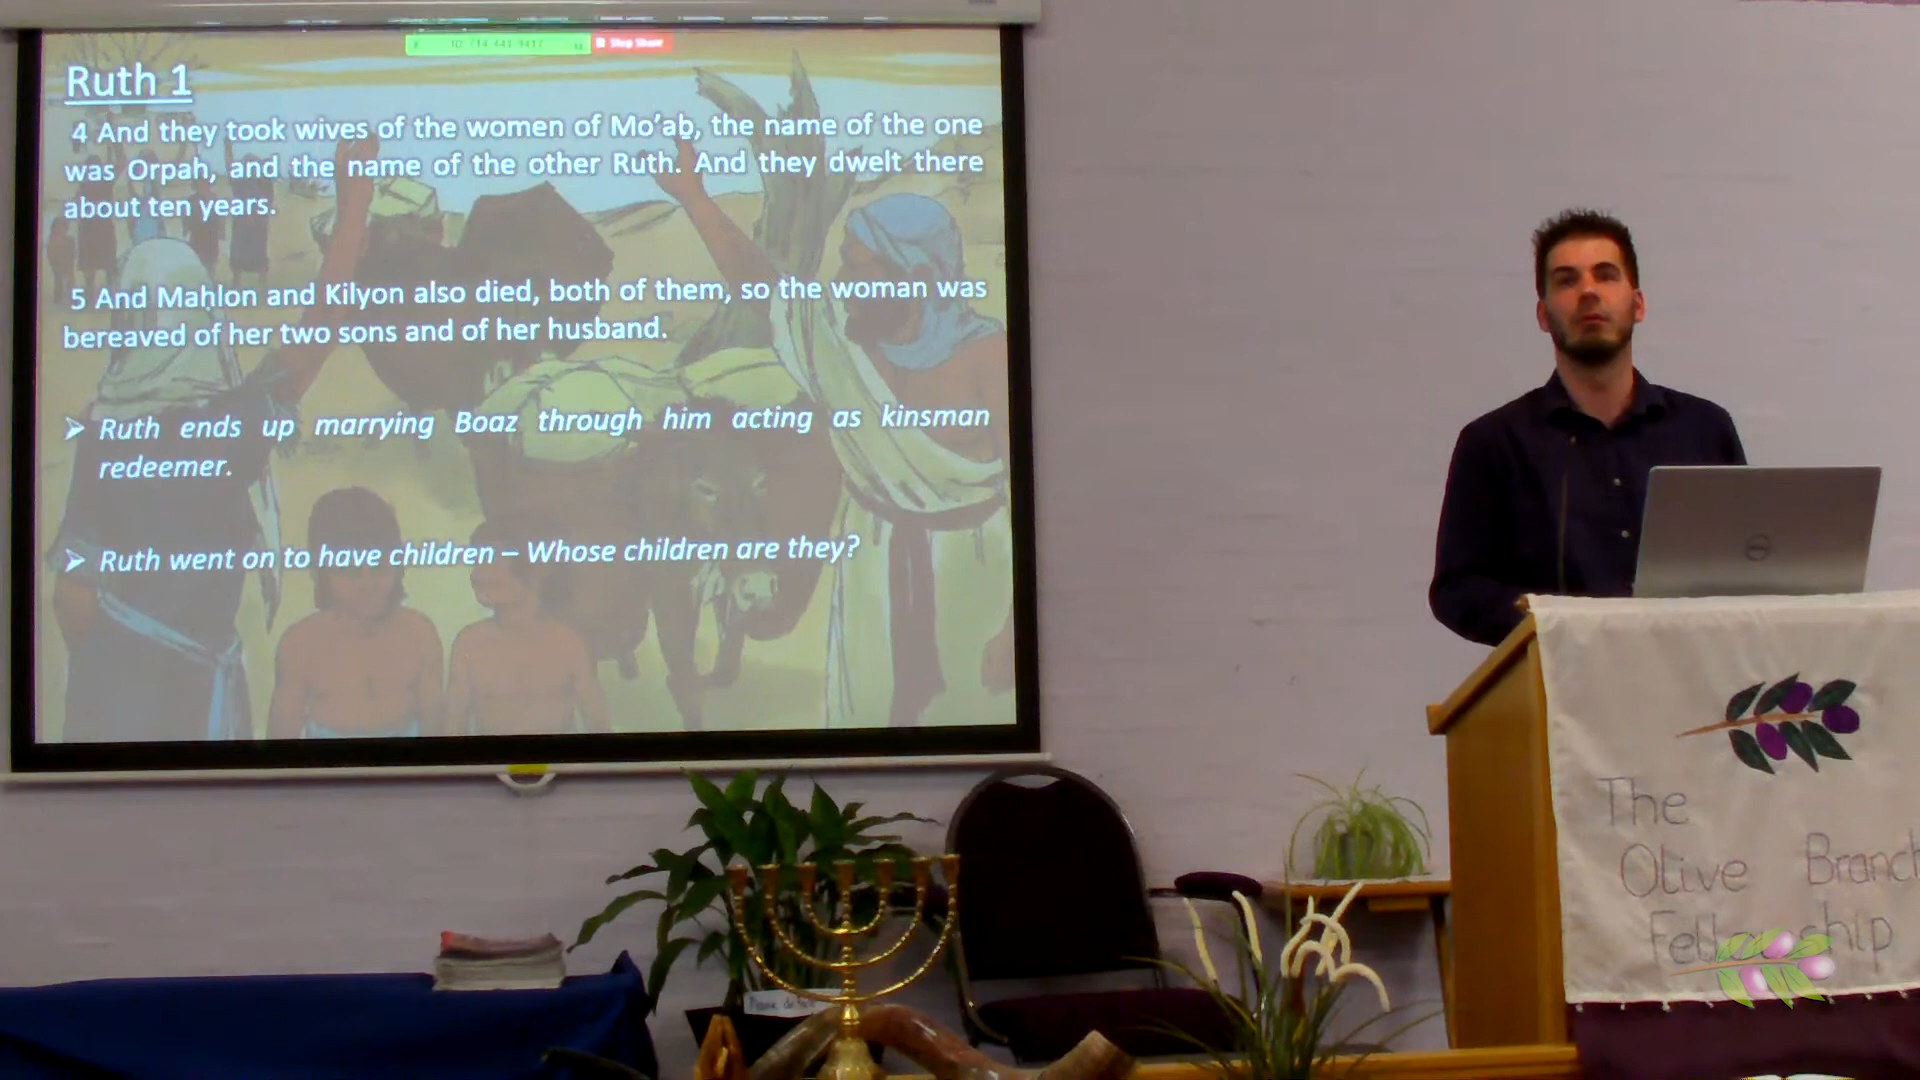 Stop Share
Ruth 1
4 And they took wives of the women of Mo’aḇ, the name of the one
was Orpah, and the name of the other Ruth. And they dwelt there
about ten years.
5 And Maḥlon and Kilyon also died, both of them, so the woman was
bereaved of her two sons and of her husband.
➢ Ruth ends up marrying Boaz through him acting as kinsman
redeemer.
➢ Ruth went on to have children – Whose children are they?
DELL
The
Olive Branch
Fellowship